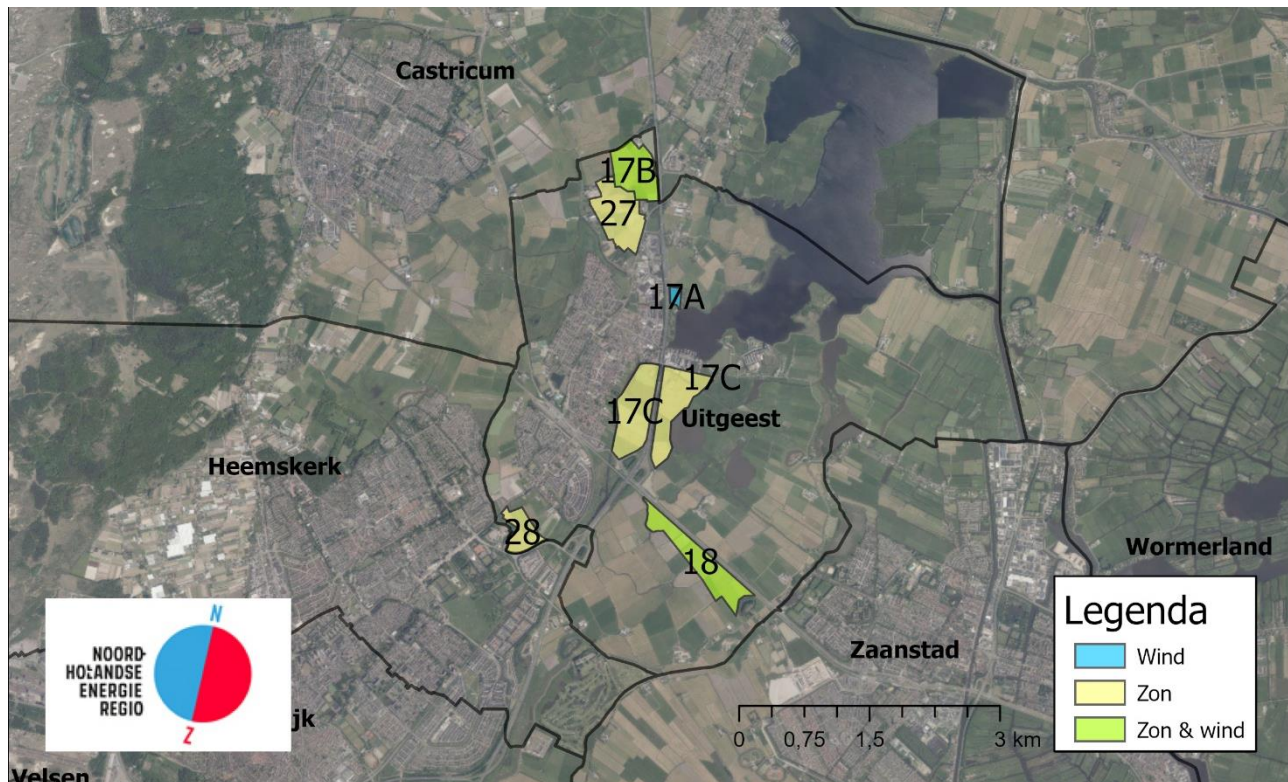 Castricum
17B
27
17A
17C
17C
Uitgeest
Heemskerk
28
18
Wormerland
Zaanstad
Legenda
Wind
Zon
Zon & wind
0 0,75 1,5 3 km
N
NOORD
HOLLANDSE
ENERGIE
REGIO
Z
jk
Velsen